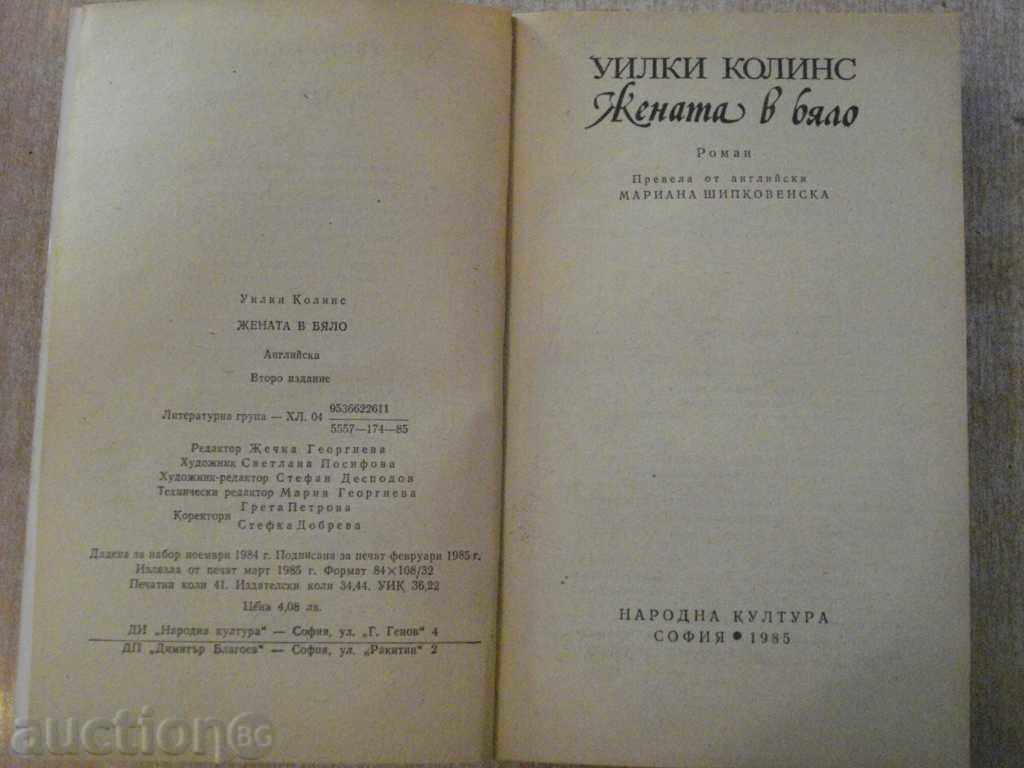 Уилки Колинс
ЖЕНАТА В БЯЛО
Английска
Второ издание
Литературна група — ХЛ. 04 9536622611
5557—174—85
Редактор Жечка Георгиева
Художник Светлана Йосифова
Художник-редактор Стефан Десподов
Технически редактор Мария Георгиева
Коректори Грета Петрова
Стефка Добрева
Дадена за набор ноември 1984 г. Подписана за печат февруари 1985 г.
Излязла от печат март 1985 г. Формат 84×108/32
Печатни коли 41. Издателски коли 34,44. УИК 36,22
Цена 4,08 лв.
ДИ „Народна култура“ — София, ул. „Г. Генов“ 4
ДП „Димитър Благоев“ — София, ул. „Ракитин“ 2
УИЛКИ КОЛИНС
Жената в бяло
Роман
Превела от английски
МАРИАНА ШИПКОВЕНСКА
НАРОДНА КУЛТУРА
СОФИЯ • 1985
auction BG